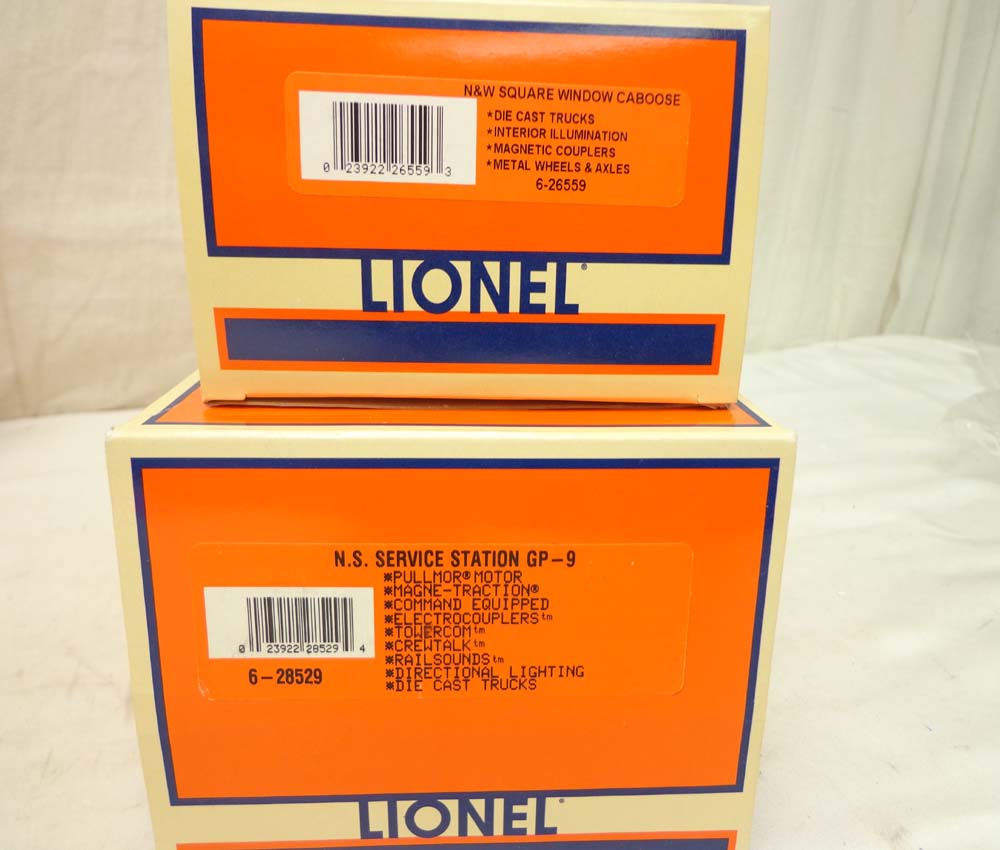 N&W SQUARE WINDOW CABOOSE
*DIE CAST TRUCKS
*INTERIOR ILLUMINATION
*MAGNETIC COUPLERS
*METAL WHEELS & AXLES
6-26559
0 23922 26559 3
LIONEL®
N.S. SERVICE STATION GP-9
*PULLMOR® MOTOR
*MAGNE-TRACTION®
*COMMAND EQUIPPED
*ELECTROCOUPLERS™
*TOWERCOM™
*CREWTALK™
*RAILSOUNDS™
*DIRECTIONAL LIGHTING
*DIE CAST TRUCKS
0 23922 28529 4
6-28529
LIONEL®